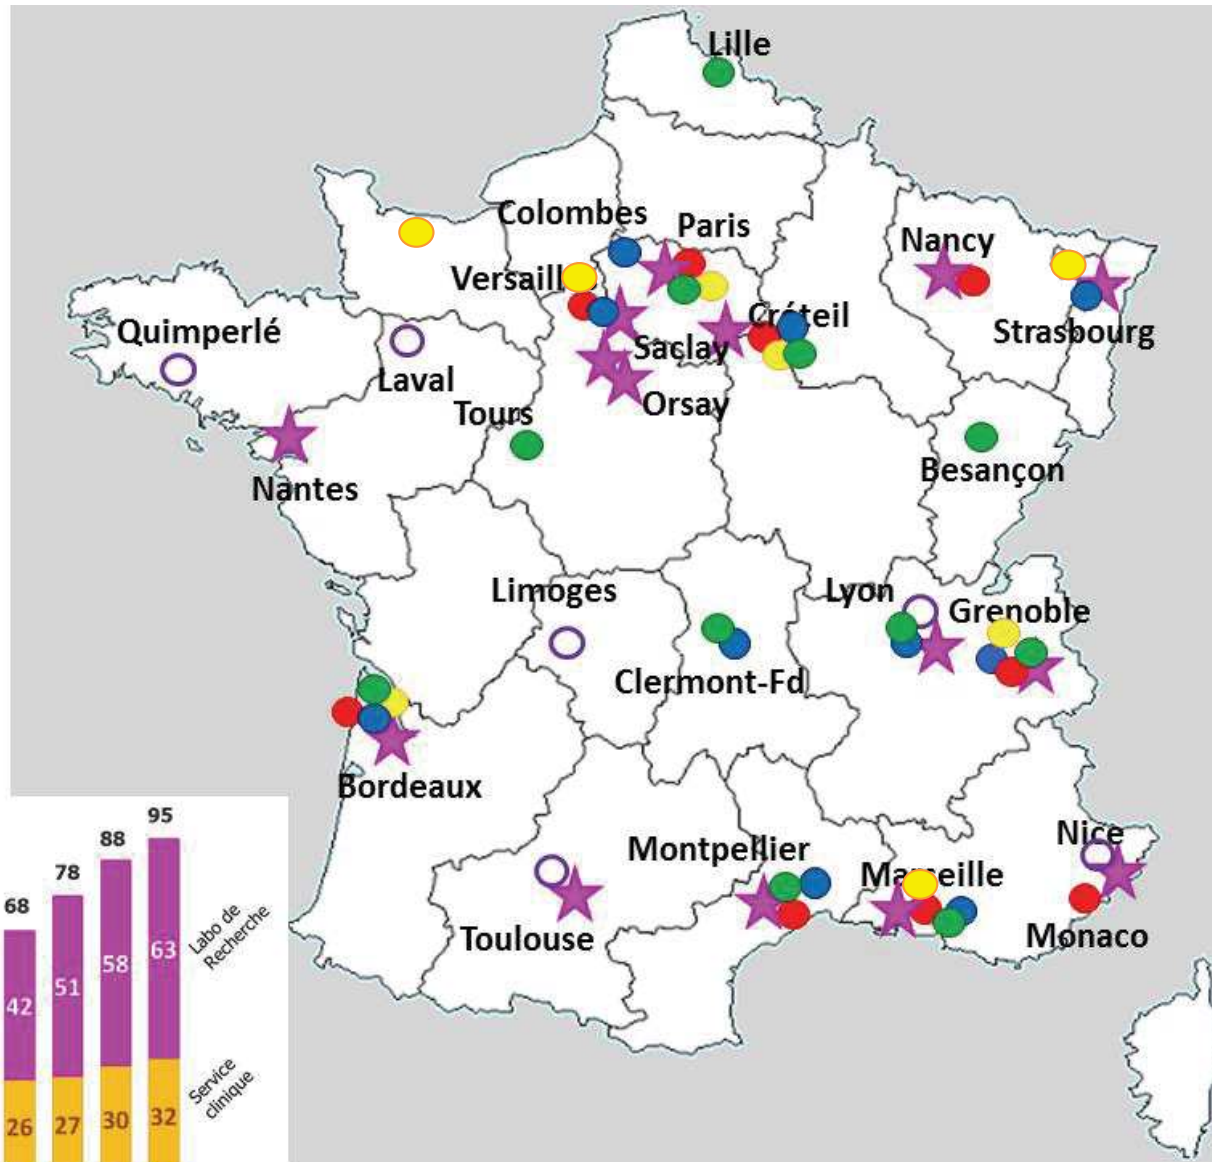 Lille
Colombes
Paris
Nancy
Versaill
Quimperlé
Créteil
Strasbourg
Saclay
Laval
Orsay
Tours
Besançon
Nantes
Limoges
Lyon
Grenoble
Clermont-Fd
Bordeaux
Nice
Montpellier
Marseille
Toulouse
Monaco
95
88
78
68
42
51
58
63
Labo de
Recherche
26
27
30
32
Service
clinique